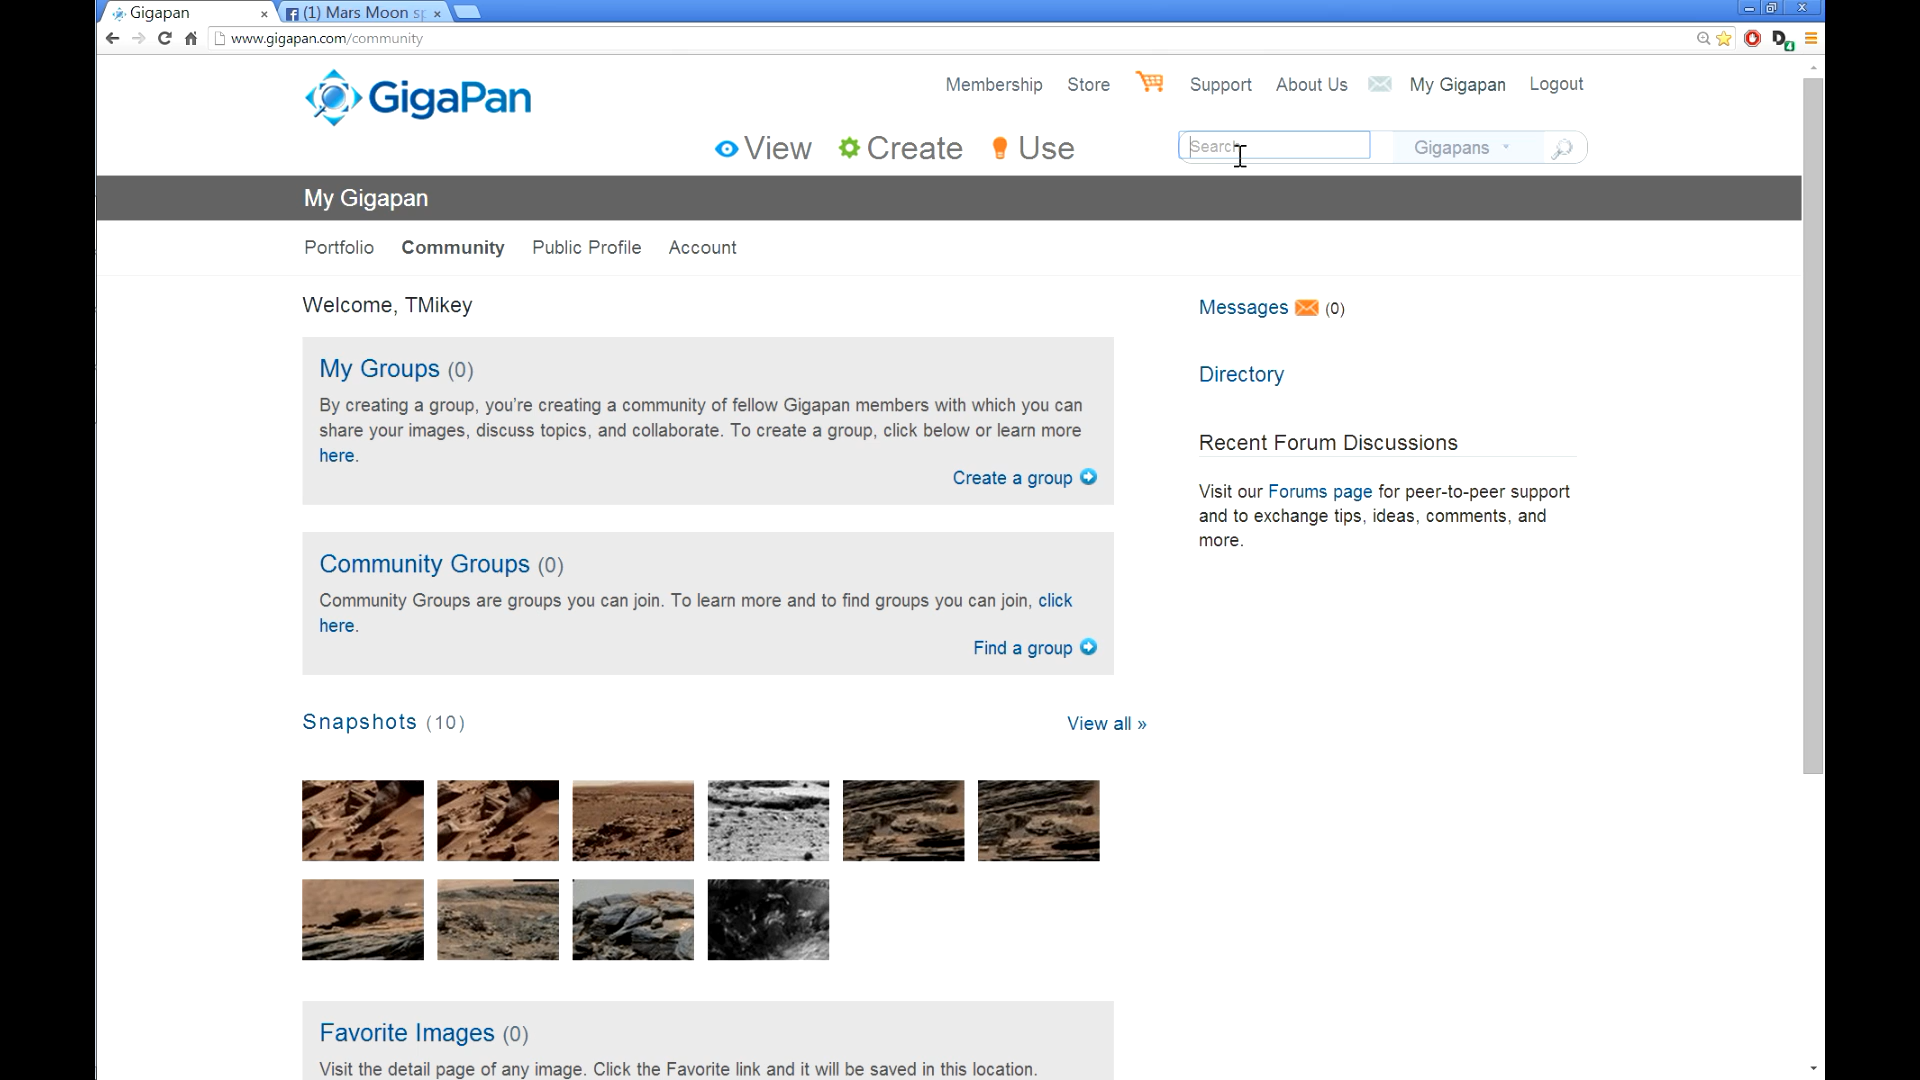 Gigapan
(1) Mars Moon sp
www.gigapan.com/community
GigaPan
Membership Store Support About Us My Gigapan Logout
View Create Use
Search
Gigapans
My Gigapan
Portfolio Community Public Profile Account
Welcome, TMikey
My Groups (0)
By creating a group, you're creating a community of fellow Gigapan members with which you can
share your images, discuss topics, and collaborate. To create a group, click below or learn more
here.
Create a group
Community Groups (0)
Community Groups are groups you can join. To learn more and to find groups you can join, click
here.
Find a group
Snapshots (10)
View all »
Favorite Images (0)
Visit the detail page of any image. Click the Favorite link and it will be saved in this location.
Messages (0)
Directory
Recent Forum Discussions
Visit our Forums page for peer-to-peer support
and to exchange tips, ideas, comments, and
more.